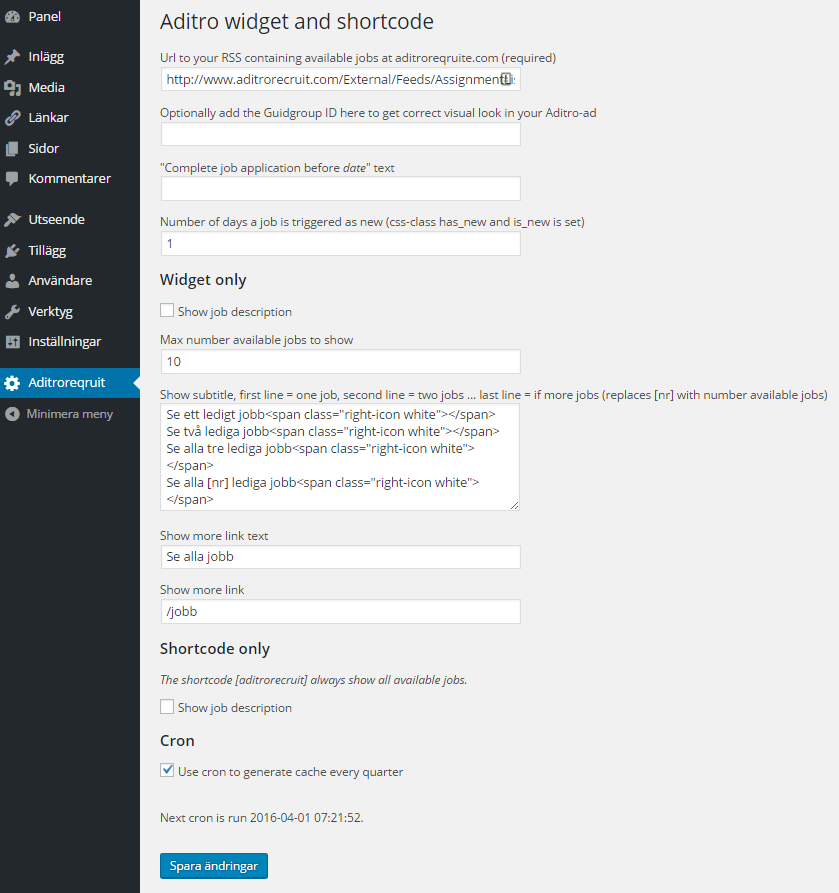 Panel
Inlägg
Media
Länkar
Sidor
Kommentarer
Utseende
Tillägg
Användare
Verktyg
Inställningar
Aditroreqruit
Minimera meny
Aditro widget and shortcode
Url to your RSS containing available jobs at aditroreqruite.com (required)
http://www.aditrorecruit.com/External/Feeds/Assignment
Optionally add the Guidgroup ID here to get correct visual look in your Aditro-ad
"Complete job application before date" text
Number of days a job is triggered as new (css-class has_new and is_new is set)
1
Widget only
Show job description
Max number available jobs to show
10
Show subtitle, first line = one job, second line = two jobs ... last line = if more jobs (replaces [nr] with number available jobs)
Se ett ledigt jobb<span class="right-icon white"></span>
Se två lediga jobb<span class="right-icon white"></span>
Se alla tre lediga jobb<span class="right-icon white">
</span>
Se alla [nr] lediga jobb<span class="right-icon white">
</span>
Show more link text
Se alla jobb
Show more link
/jobb
Shortcode only
The shortcode [aditrorecruit] always show all available jobs.
Show job description
Cron
Use cron to generate cache every quarter
Next cron is run 2016-04-01 07:21:52.
Spara ändringar